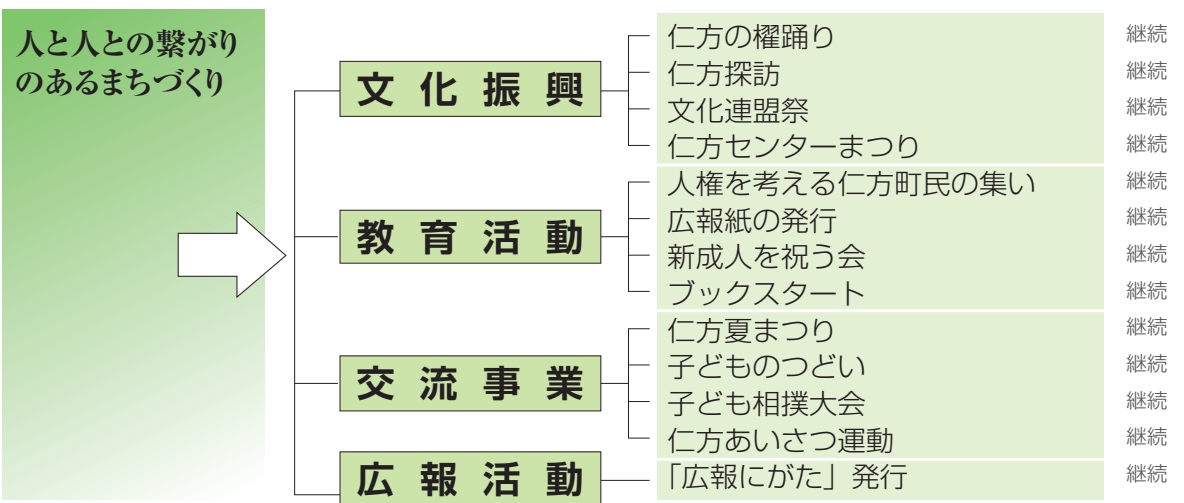 人と人との繋がり
のあるまちづくり
文化振興
仁方の櫂踊り 継続
仁方探訪 継続
文化連盟祭 継続
仁方センターまつり 継続
教育活動
人権を考える仁方町民の集い 継続
広報紙の発行 継続
新成人を祝う会 継続
ブックスタート 継続
交流事業
仁方夏まつり 継続
子どものつどい 継続
子ども相撲大会 継続
仁方あいさつ運動 継続
広報活動
「広報にがた」発行 継続